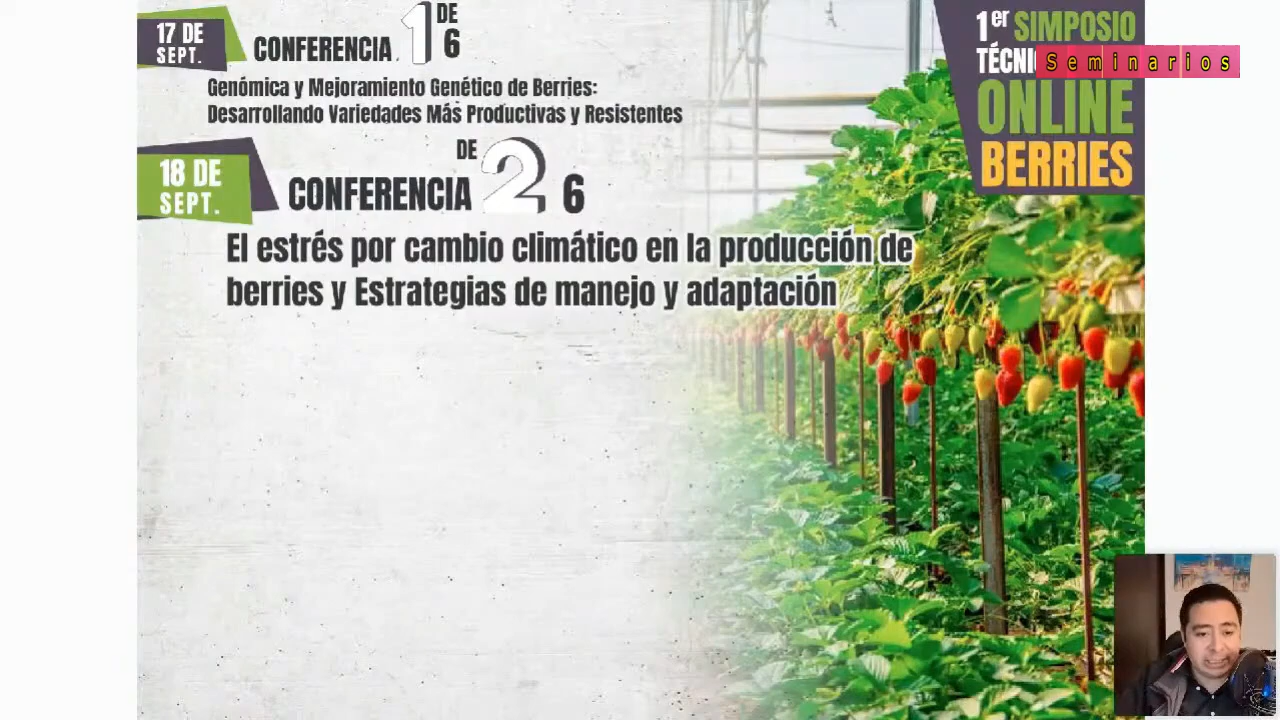 17 DE
SEPT.
CONFERENCIA 1 DE 6
Genómica y Mejoramiento Genético de Berries:
Desarrollando Variedades Más Productivas y Resistentes
18 DE
SEPT.
CONFERENCIA DE 2 6
El estrés por cambio climático en la producción de
berries y Estrategias de manejo y adaptación
1er SIMPOSIO
TÉCNI
Seminarios
ONLINE
BERRIES